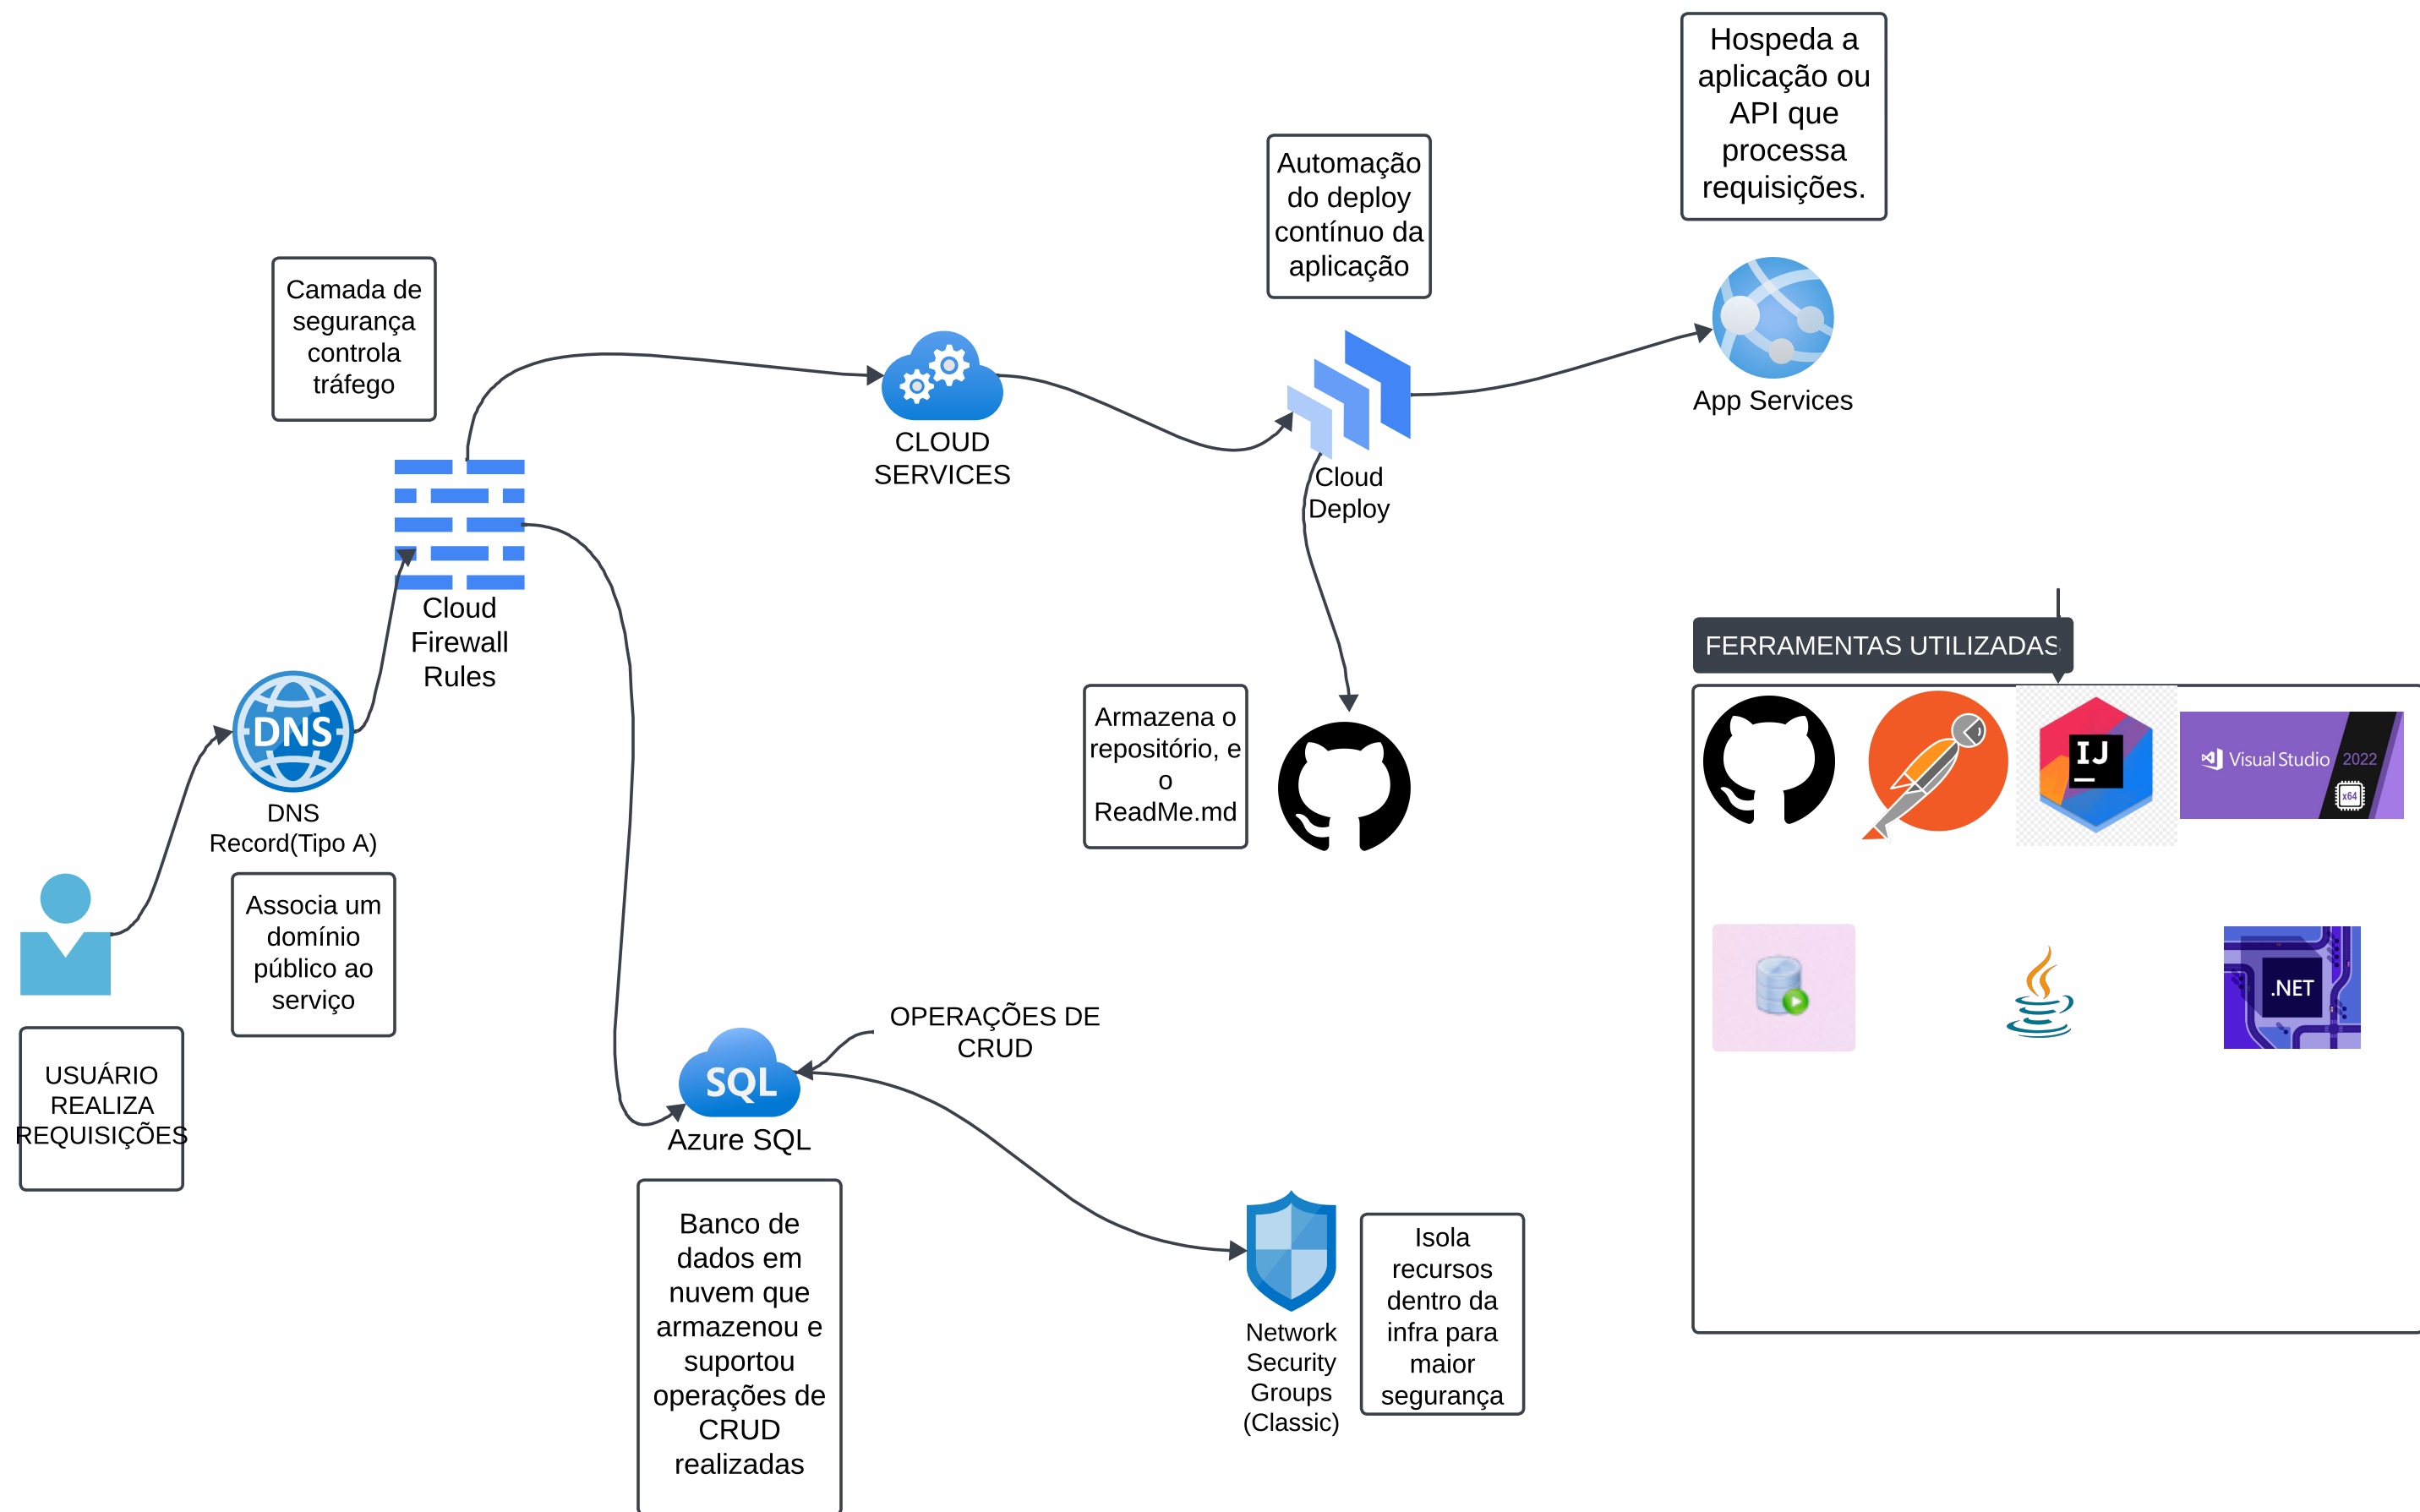 Hospeda a
aplicação ou
API que
processa
requisições.
Automação
do deploy
contínuo da
aplicação
Camada de
segurança
controla
tráfego
App Services
CLOUD
SERVICES
Cloud
Deploy
Cloud
Firewall
Rules
FERRAMENTAS UTILIZADAS
DNS
DNS
Record(Tipo A)
Armazena o
repositório, e
o
ReadMe.md
IJ
Visual Studio 2022
x64
Associa um
domínio
público ao
serviço
.NET
USUÁRIO
REALIZA
REQUISIÇÕES
OPERAÇÕES DE
CRUD
SQL
Azure SQL
Banco de
dados em
nuvem que
armazenou e
suportou
operações de
CRUD
realizadas
Network
Security
Groups
(Classic)
Isola
recursos
dentro da
infra para
maior
segurança